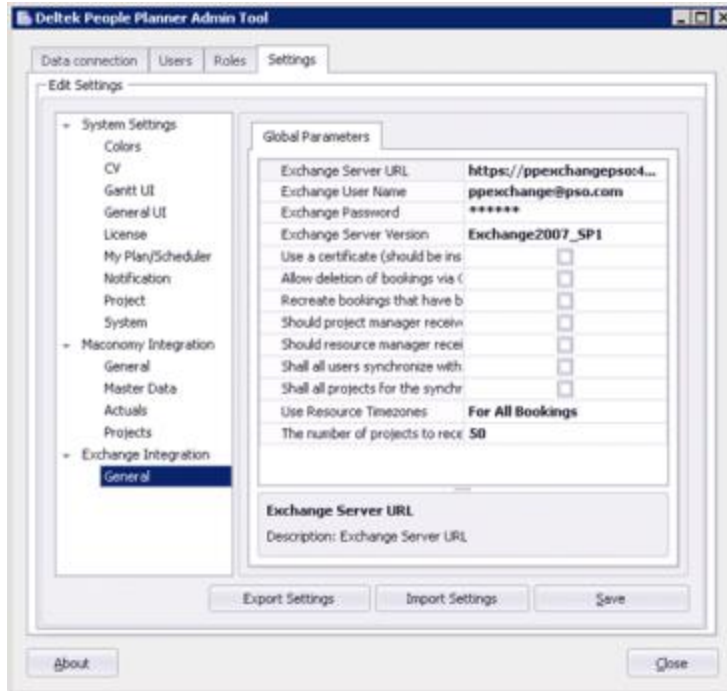 Deltek People Planner Admin Tool
Data connection Users Roles Settings
Edit Settings
System Settings
Colors
CV
Gantt UI
General UI
License
My Plan/Scheduler
Notification
Project
System
Maconomy Integration
General
Master Data
Actuals
Projects
Exchange Integration
General
Global Parameters
Exchange Server URL https://ppexchangepso:4...
Exchange User Name ppexchange@pso.com
Exchange Password ******
Exchange Server Version Exchange2007_SP1
Use a certificate (should be ins
Allow deletion of bookings via
Recreate bookings that have b
Should project manager receiv
Should resource manager recei
Shall all users synchronize with
Shall all projects for the synchr
Use Resource Timezones For All Bookings
The number of projects to rece 50
Exchange Server URL
Description: Exchange Server URL
Export Settings Import Settings Save
About Close